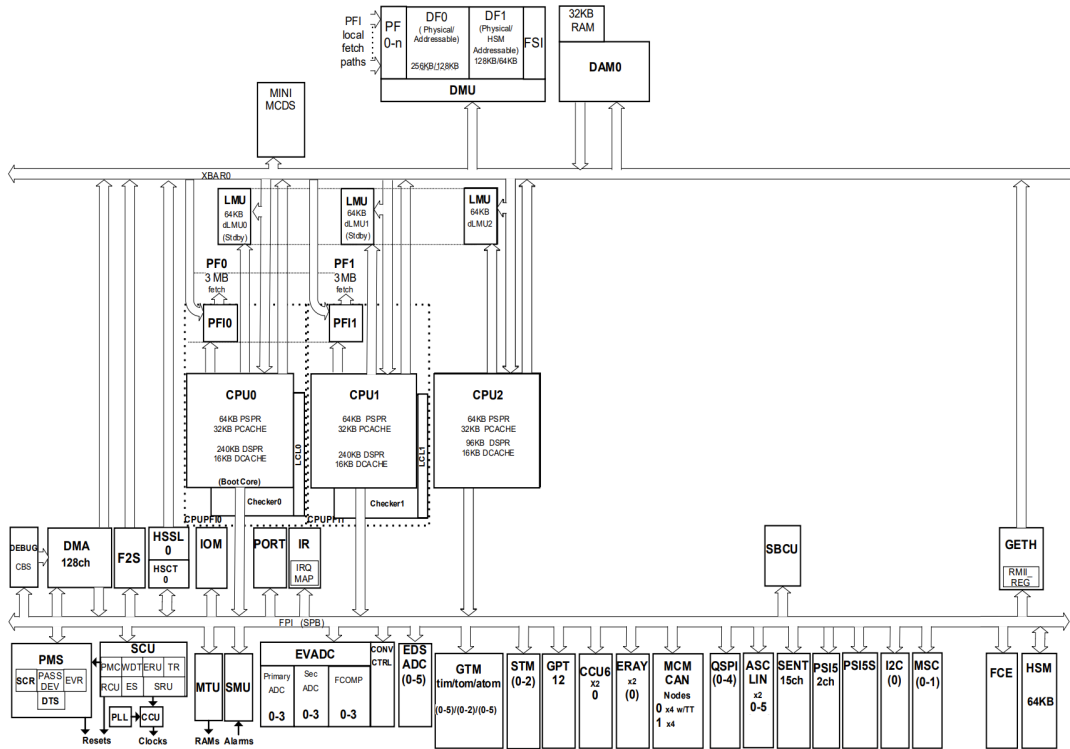 PFI
local
fetch
paths
PF
0-n
DF0
( Physical/
Addressable)
256KB/128KB
DF1
(Physical/
HSM
Addressable)
128KB/64KB
FSI
DMU
32KB
RAM
DAM0
MINI
MCDS
XBAR0
LMU
64KB
dLMU0
(Stdby)
LMU
64KB
dLMU1
(Stdby)
LMU
64KB
dLMU2
PF0
3 MB
fetch
PF1
3 MB
fetch
PFI0
PFI1
CPU0
64KB PSPR
32KB PCACHE
240KB DSPR
16KB DCACHE
(Boot Core)
LCL0
Checker0
CPUPFI0
CPU1
64KB PSPR
32KB PCACHE
240KB DSPR
16KB DCACHE
LCL1
Checker1
CPUPFI1
CPU2
64KB PSPR
32KB PCACHE
96KB DSPR
16KB DCACHE
DEBUG
CBS
DMA
128ch
F2S
HSSL
0
HSCT
0
IOM
PORT
IR
IRQ
MAP
SBCU
GETH
RMII_
REG
FPI (SPB)
PMS
SCR
PASS
DEV
EVR
DTS
SCU
PMC
WDT
ERU
TR
RCU
ES
SRU
PLL
CCU
Resets
Clocks
MTU
RAMs
SMU
Alarms
EVADC
Primary
ADC
0-3
Sec
ADC
0-3
FCOMP
0-3
CONV
CTRL
EDS
ADC
(0-5)
GTM
tim/tom/atom
(0-5)/(0-2)/(0-5)
STM
(0-2)
GPT
12
CCU6
x2
0
ERAY
x2
(0)
MCM
CAN
Nodes
0 x4 w/TT
1 x4
QSPI
(0-4)
ASC
LIN
x2
0-5
SENT
15ch
PSI5
2ch
PSI5S
I2C
(0)
MSC
(0-1)
FCE
HSM
64KB